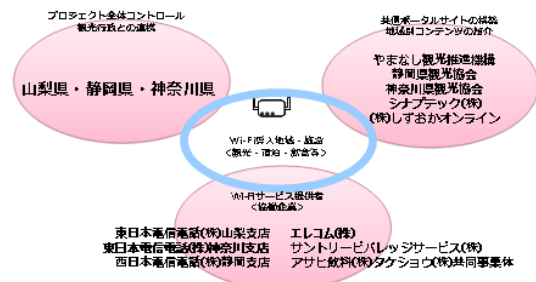 プロジェクト全体コントロール
観光行政との連携
山梨県・静岡県・神奈川県
共通ポータルサイトの構築
地域別コンテンツの紹介
やまなし観光推進機構
静岡県観光協会
神奈川県観光協会
シナプテック(株)
(株)しずおかオンライン
Wi-Fi導入地域・施設
<観光・宿泊・飲食等>
Wi-Fiサービス提供者
<協働企業>
東日本電信電話(株)山梨支店 エレコム(株)
東日本電信電話(株)神奈川支店 サントリービバレッジサービス(株)
西日本電信電話(株)静岡支店 アサヒ飲料(株)タケショウ(株)共同事業体